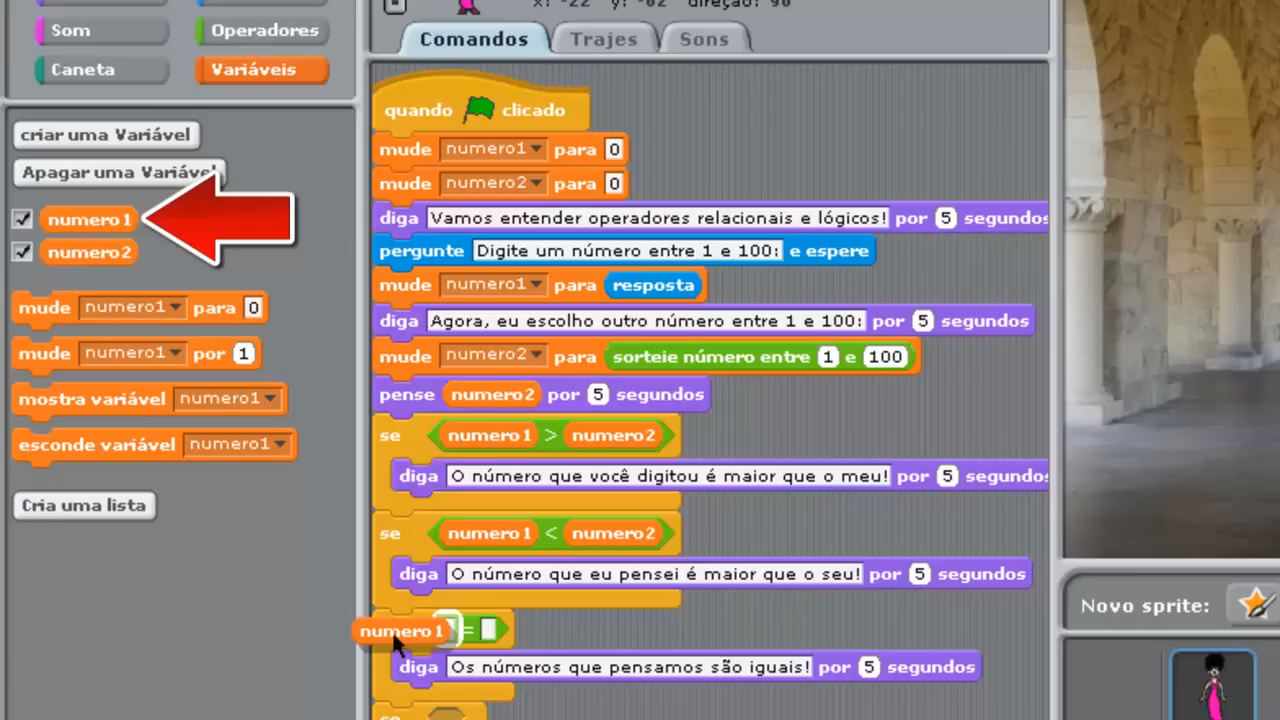 x: -22 y: -62 direção: 90
Som
Operadores
Caneta
Variáveis
criar uma Variável
Apagar uma Variável
numero1
numero2
mude numero1 para 0
mude numero1 por 1
mostra variável numero1
esconde variável numero1
Cria uma lista
Comandos Trajes Sons
quando clicado
mude numero1 para 0
mude numero2 para 0
diga Vamos entender operadores relacionais e lógicos! por 5 segundos
pergunte Digite um número entre 1 e 100: e espere
mude numero1 para resposta
diga Agora, eu escolho outro número entre 1 e 100: por 5 segundos
mude numero2 para sorteie número entre 1 e 100
pense numero2 por 5 segundos
se numero1 > numero2
diga O número que você digitou é maior que o meu! por 5 segundos
se numero1 < numero2
diga O número que eu pensei é maior que o seu! por 5 segundos
numero1 =
diga Os números que pensamos são iguais! por 5 segundos
se
Novo sprite: